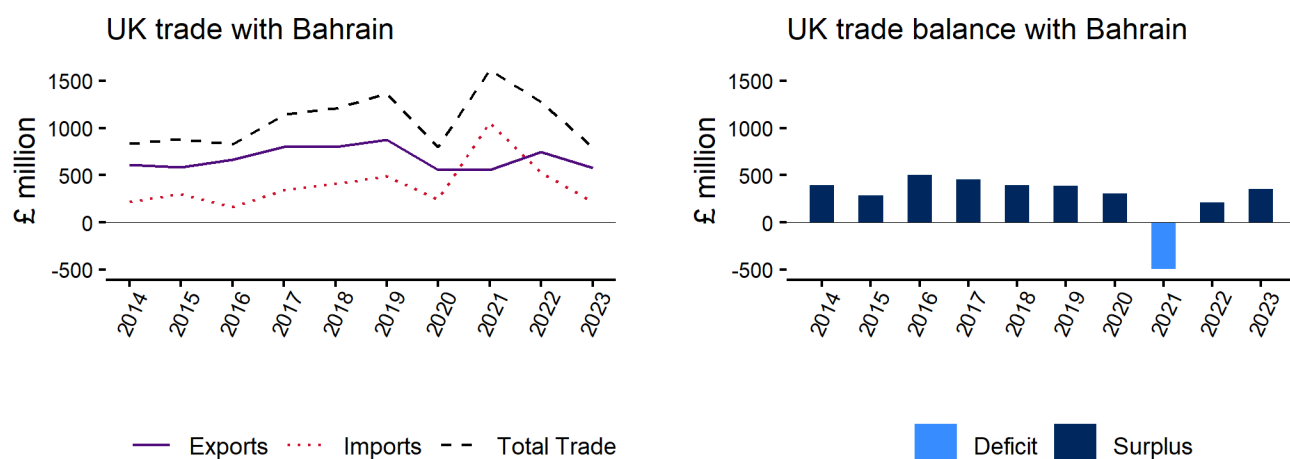 UK trade with Bahrain
£ million
1500
1000
500
0
-500
2014 2015 2016 2017 2018 2019 2020 2021 2022 2023
Exports Imports Total Trade
UK trade balance with Bahrain
£ million
1500
1000
500
0
-500
2014 2015 2016 2017 2018 2019 2020 2021 2022 2023
Deficit Surplus